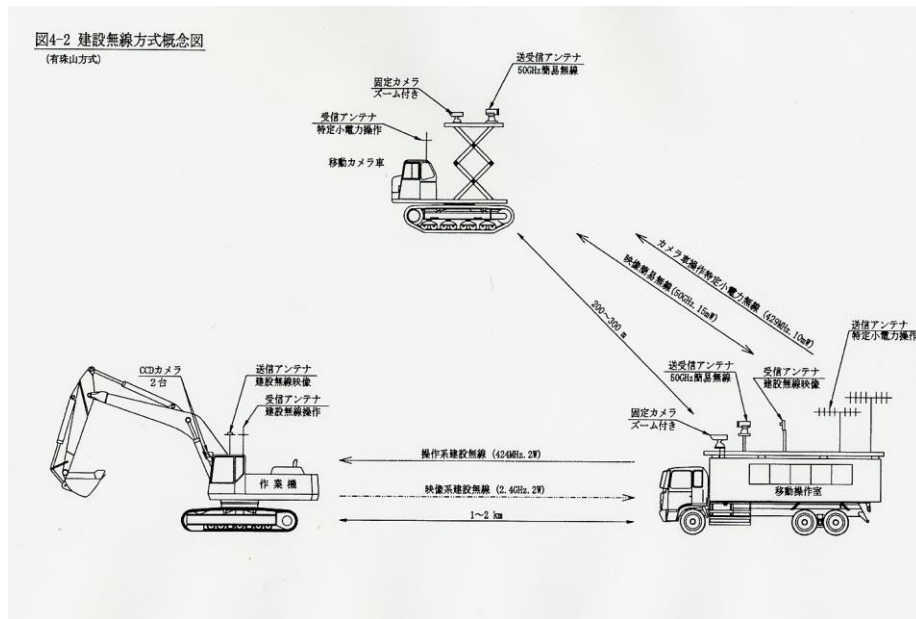 図4-2 建設無線方式概念図
(有珠山方式)
送受信アンテナ
50GHz簡易無線
固定カメラ
ズーム付き
受信アンテナ
特定小電力操作
移動カメラ車
カメラ車操作特定小電力無線 (429MHz.10mW)
映像簡易無線(50GHz.15mW)
200～300 m
送信アンテナ
特定小電力操作
送受信アンテナ
50GHz簡易無線
受信アンテナ
建設無線映像
固定カメラ
ズーム付き
CCDカメラ
2台
送信アンテナ
建設無線映像
受信アンテナ
建設無線操作
操作系建設無線 (424MHz.2W)
作業機
映像系建設無線 (2.4GHz.2W)
移動操作室
1～2 km